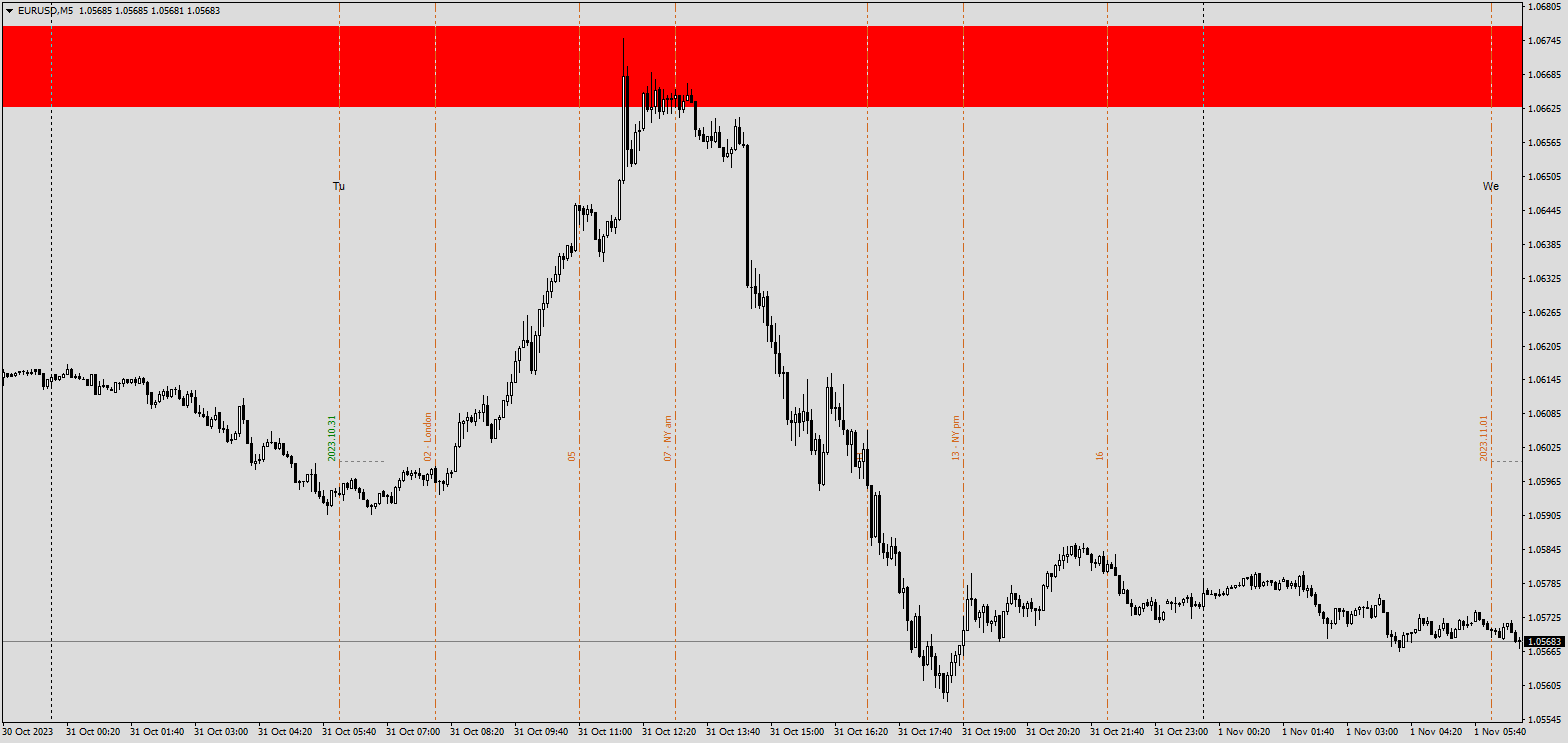 EURUSD,M5 1.05685 1.05685 1.05681 1.05683
1.06805
1.06745
1.06685
1.06625
1.06565
1.06505
1.06445
1.06385
1.06325
1.06265
1.06205
1.06145
1.06085
1.06025
1.05965
1.05905
1.05845
1.05785
1.05725
1.05683
1.05665
1.05605
1.05545
Tu
We
2023.10.31
02 - London
05
07 - NY am
13 - NY pm
16
2023.11.01
30 Oct 2023
31 Oct 00:20
31 Oct 01:40
31 Oct 03:00
31 Oct 04:20
31 Oct 05:40
31 Oct 07:00
31 Oct 08:20
31 Oct 09:40
31 Oct 11:00
31 Oct 12:20
31 Oct 13:40
31 Oct 15:00
31 Oct 16:20
31 Oct 17:40
31 Oct 19:00
31 Oct 20:20
31 Oct 21:40
31 Oct 23:00
1 Nov 00:20
1 Nov 01:40
1 Nov 03:00
1 Nov 04:20
1 Nov 05:40